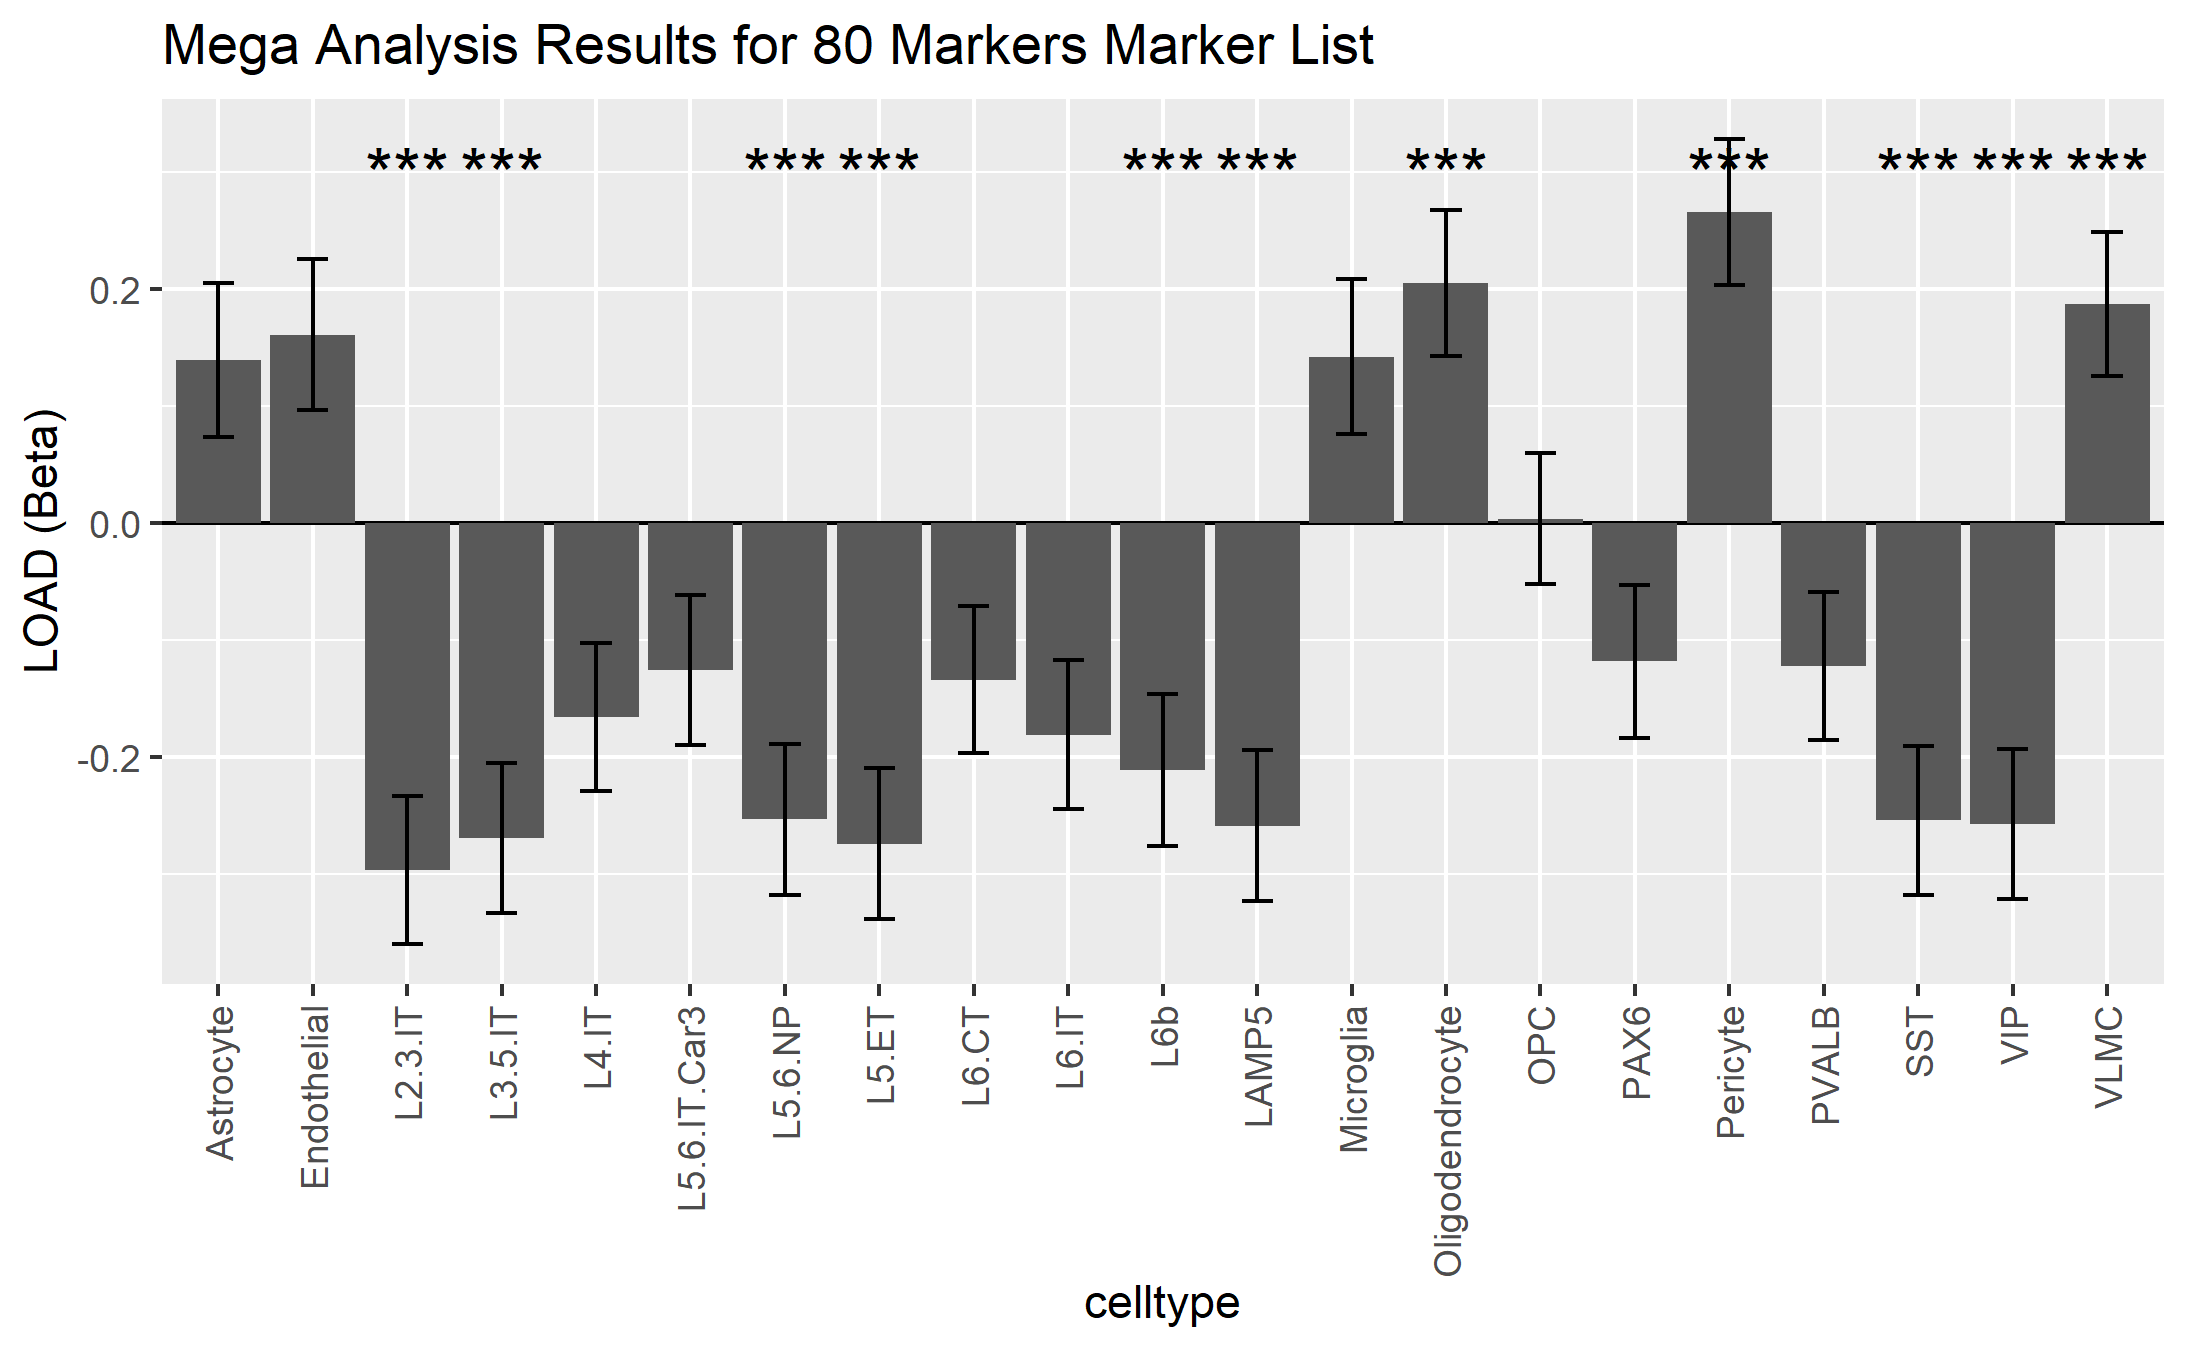 Mega Analysis Results for 80 Markers Marker List
*** *** *** *** *** *** *** *** *** *** ***
LOAD (Beta)
0.2
0.0
-0.2
Astrocyte
Endothelial
L2.3.IT
L3.5.IT
L4.IT
L5.6.IT.Car3
L5.6.NP
L5.ET
L6.CT
L6.IT
L6b
LAMP5
Microglia
Oligodendrocyte
OPC
PAX6
Pericyte
PVALB
SST
VIP
VLMC
celltype